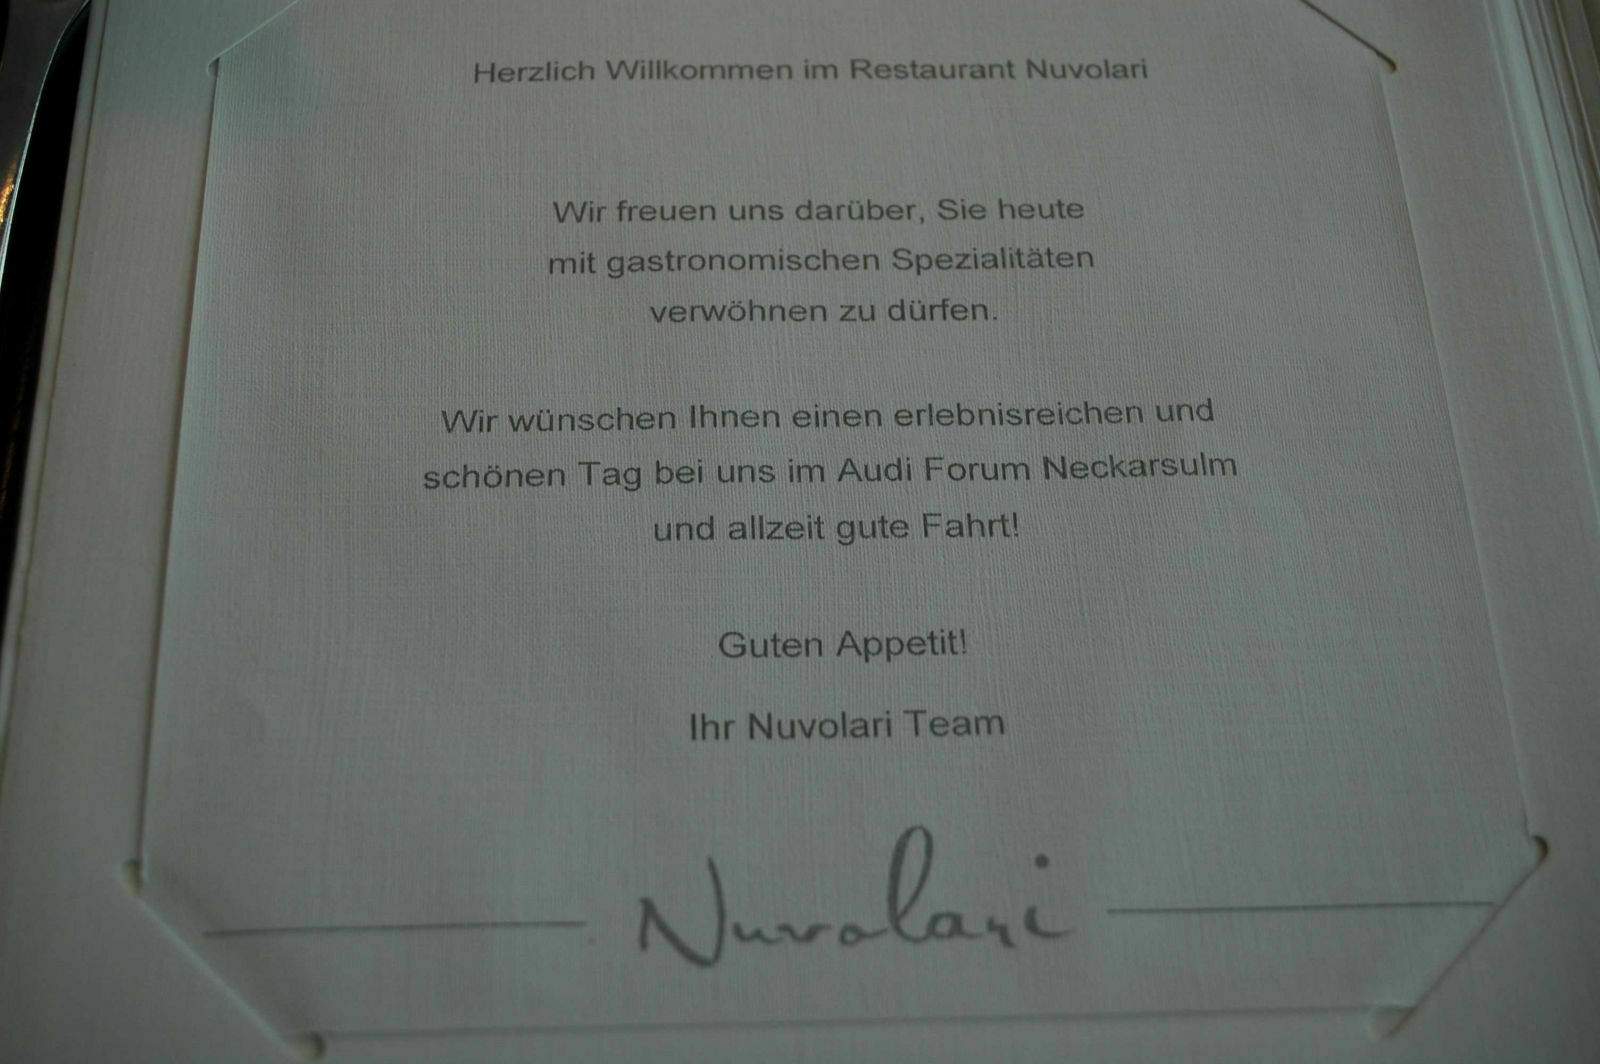 Herzlich Willkommen im Restaurant Nuvolari
Wir freuen uns darüber, Sie heute
mit gastronomischen Spezialitäten
verwöhnen zu dürfen.
Wir wünschen Ihnen einen erlebnisreichen und
schönen Tag bei uns im Audi Forum Neckarsulm
und allzeit gute Fahrt!
Guten Appetit!
Ihr Nuvolari Team
Nuvolari